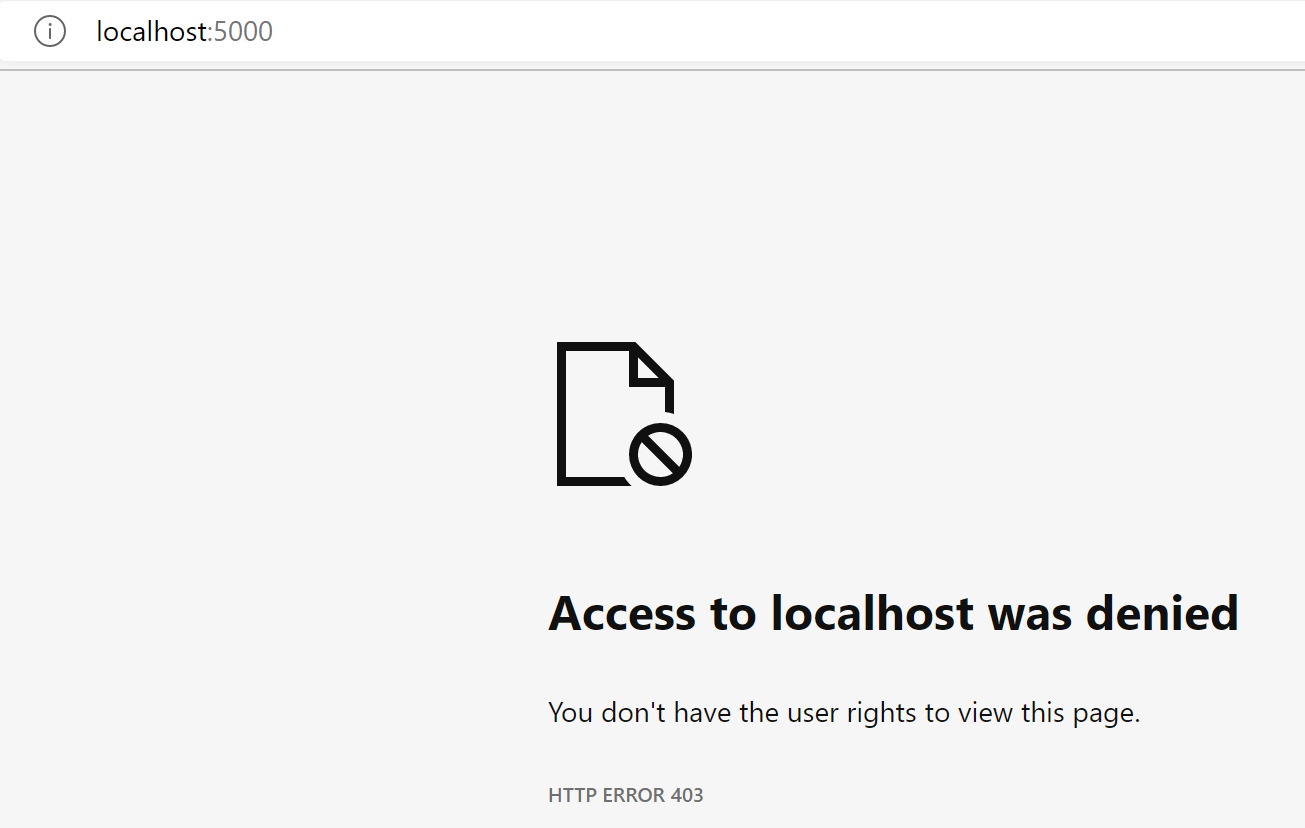 localhost:5000
Access to localhost was denied
You don't have the user rights to view this page.
HTTP ERROR 403